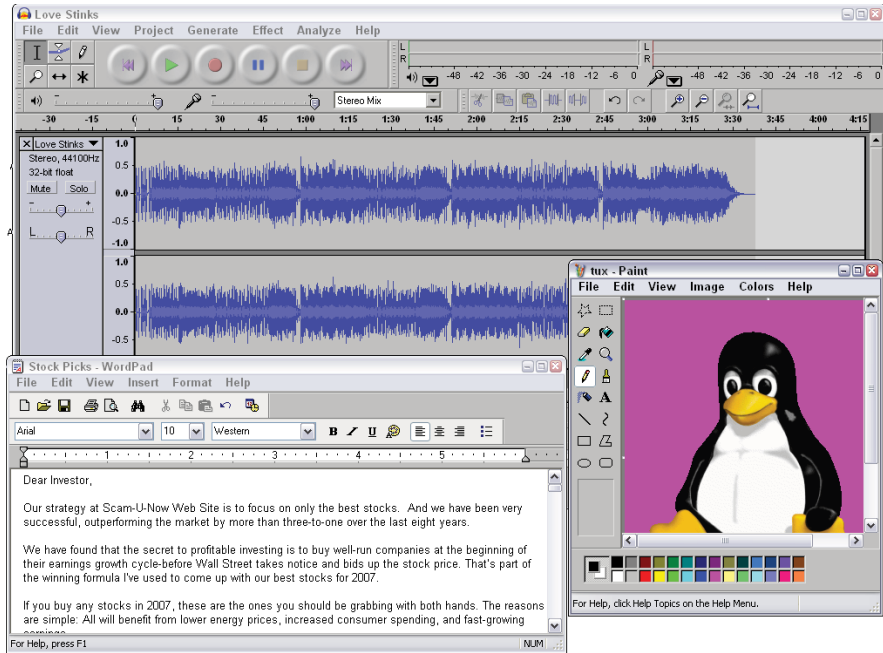 Love Stinks
File Edit View Project Generate Effect Analyze Help
I
L
R
-48 -42 -36 -30 -24 -18 -12 -6 0
L
R
-48 -42 -36 -30 -24 -18 -12 -6 0
- + - + Stereo Mix
-30 -15 0 15 30 45 1:00 1:15 1:30 1:45 2:00 2:15 2:30 2:45 3:00 3:15 3:30 3:45 4:00 4:15
X Love Stinks
Stereo, 44100Hz
32-bit float
Mute Solo
- +
L R
1.0
0.5
0.0
-0.5
-1.0
1.0
0.5
0.0
-0.5
tux - Paint
File Edit View Image Colors Help
A
For Help, click Help Topics on the Help Menu.
Stock Picks - WordPad
File Edit View Insert Format Help
Arial 10 Western B I U
1 2 3 4 5
Dear Investor,
Our strategy at Scam-U-Now Web Site is to focus on only the best stocks. And we have been very
successful, outperforming the market by more than three-to-one over the last eight years.
We have found that the secret to profitable investing is to buy well-run companies at the beginning of
their earnings growth cycle-before Wall Street takes notice and bids up the stock price. That's part of
the winning formula I've used to come up with our best stocks for 2007.
If you buy any stocks in 2007, these are the ones you should be grabbing with both hands. The reasons
are simple: All will benefit from lower energy prices, increased consumer spending, and fast-growing
For Help, press F1 NUM